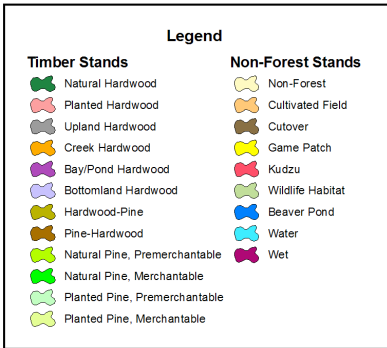 Legend
Timber Stands
Natural Hardwood
Planted Hardwood
Upland Hardwood
Creek Hardwood
Bay/Pond Hardwood
Bottomland Hardwood
Hardwood-Pine
Pine-Hardwood
Natural Pine, Premerchantable
Natural Pine, Merchantable
Planted Pine, Premerchantable
Planted Pine, Merchantable
Non-Forest Stands
Non-Forest
Cultivated Field
Cutover
Game Patch
Kudzu
Wildlife Habitat
Beaver Pond
Water
Wet